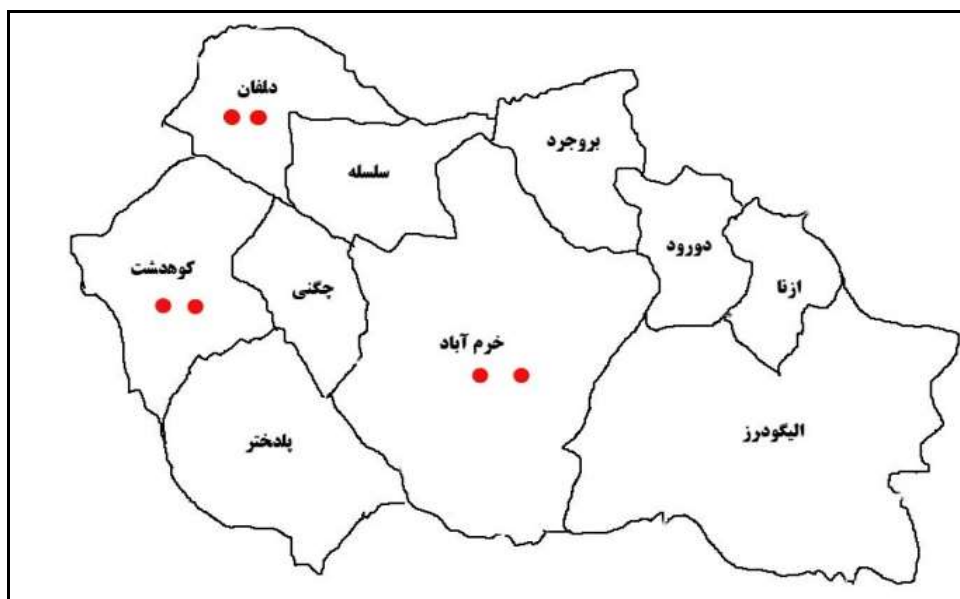 دلفان
بروجرد
سلسله
دورود
کوهدشت
چگنی
ازنا
خرم آباد
الیگودرز
پلدختر